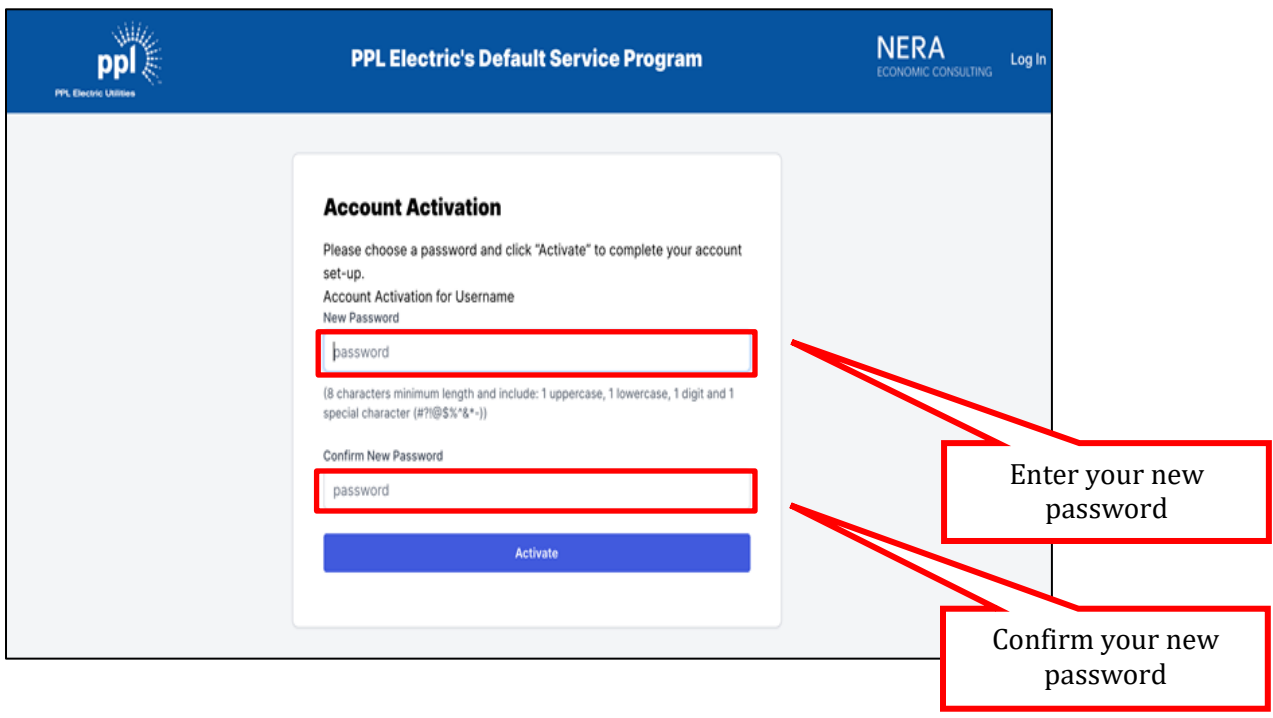 ppl
PPL Electric Utilities
PPL Electric's Default Service Program
NERA
ECONOMIC CONSULTING
Log In
Account Activation
Please choose a password and click "Activate" to complete your account
set-up.
Account Activation for Username
New Password
password
(8 characters minimum length and include: 1 uppercase, 1 lowercase, 1 digit and 1
special character (#?!@$%^&*-))
Confirm New Password
password
Activate
Enter your new
password
Confirm your new
password